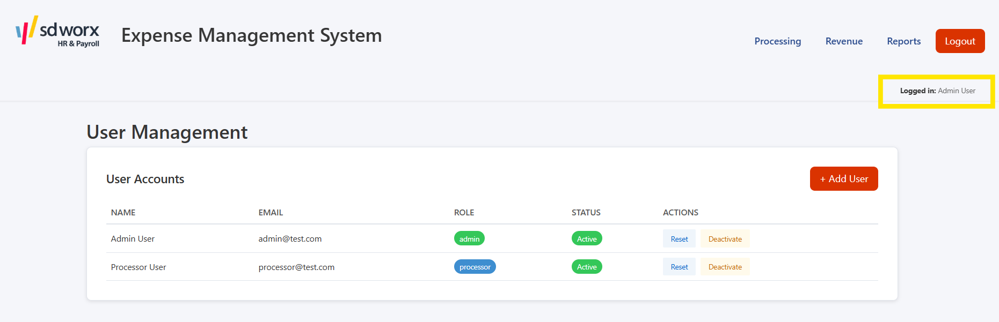 sd worx
HR & Payroll
Expense Management System
Processing Revenue Reports Logout
Logged in: Admin User
User Management
User Accounts
+ Add User
NAME EMAIL ROLE STATUS ACTIONS
Admin User admin@test.com admin Active Reset Deactivate
Processor User processor@test.com processor Active Reset Deactivate